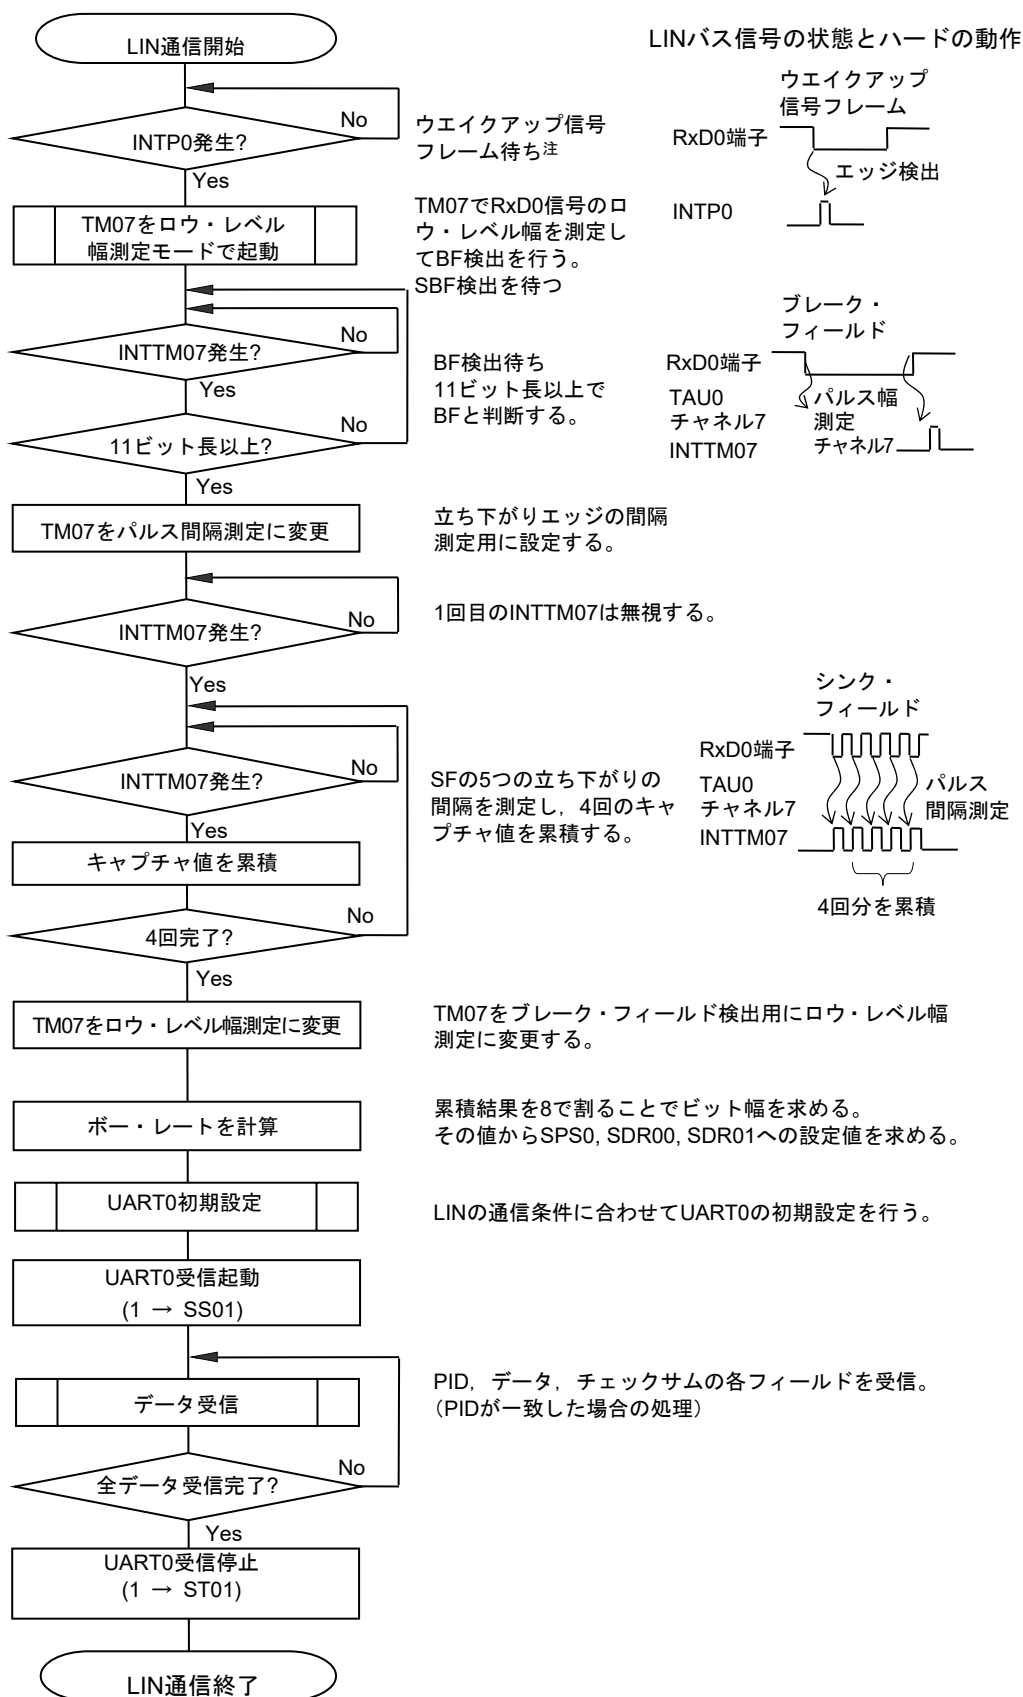 LIN通信開始
LINバス信号の状態とハードの動作
INTP0発生?
No
Yes
ウエイクアップ信号
フレーム待ち注
ウエイクアップ
信号フレーム
RxD0端子
エッジ検出
INTP0
TM07をロウ・レベル
幅測定モードで起動
TM07でRxD0信号のロ
ウ・レベル幅を測定し
てBF検出を行う。
SBF検出を待つ
INTTM07発生?
No
Yes
11ビット長以上?
No
Yes
BF検出待ち
11ビット長以上で
BFと判断する。
ブレーク・
フィールド
RxD0端子
TAU0
チャネル7
INTTM07
パルス幅
測定
チャネル7
TM07をパルス間隔測定に変更
立ち下がりエッジの間隔
測定用に設定する。
INTTM07発生?
No
Yes
1回目のINTTM07は無視する。
INTTM07発生?
No
Yes
キャプチャ値を累積
4回完了?
No
Yes
SFの5つの立ち下がりの
間隔を測定し，4回のキャ
プチャ値を累積する。
シンク・
フィールド
RxD0端子
TAU0
チャネル7
INTTM07
パルス
間隔測定
4回分を累積
TM07をロウ・レベル幅測定に変更
TM07をブレーク・フィールド検出用にロウ・レベル幅
測定に変更する。
ボー・レートを計算
累積結果を8で割ることでビット幅を求める。
その値からSPS0, SDR00, SDR01への設定値を求める。
UART0初期設定
LINの通信条件に合わせてUART0の初期設定を行う。
UART0受信起動
(1 → SS01)
データ受信
PID，データ，チェックサムの各フィールドを受信。
（PIDが一致した場合の処理）
全データ受信完了?
No
Yes
UART0受信停止
(1 → ST01)
LIN通信終了